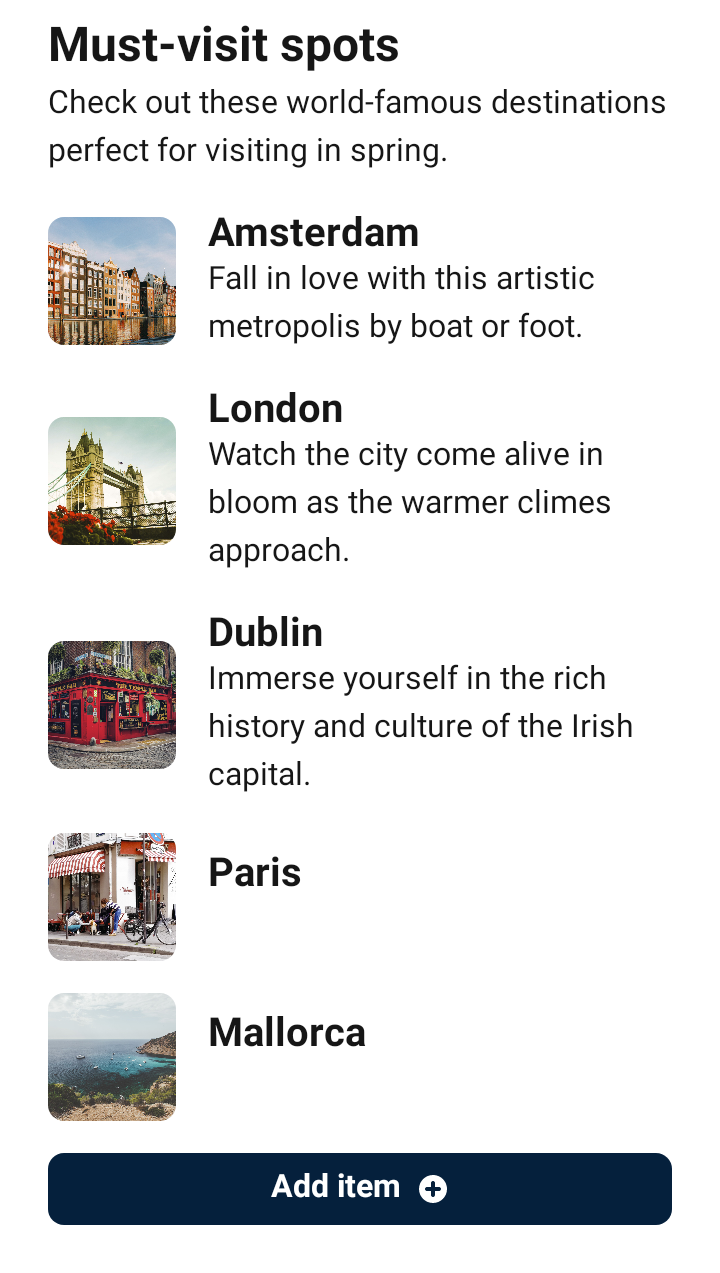 Must-visit spots
Check out these world-famous destinations
perfect for visiting in spring.
Amsterdam
Fall in love with this artistic
metropolis by boat or foot.
London
Watch the city come alive in
bloom as the warmer climes
approach.
Dublin
Immerse yourself in the rich
history and culture of the Irish
capital.
Paris
Mallorca
Add item